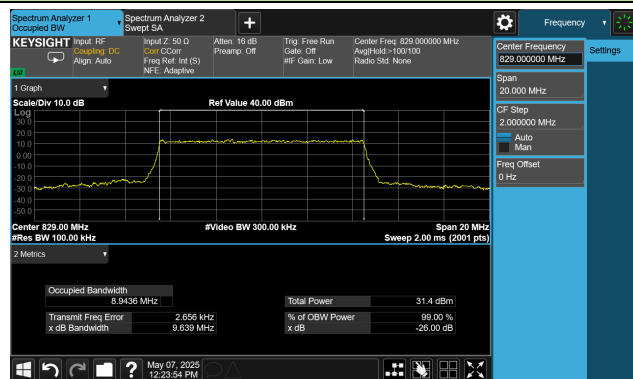 Spectrum Analyzer 1
Occupied BW
Spectrum Analyzer 2
Swept SA
Frequency
KEYSIGHT
Input: RF
Coupling: DC
Align: Auto
Input Z: 50 Ω
Corr CCorr
Freq Ref: Int (S)
NFE: Adaptive
Atten: 16 dB
Preamp: Off
Trig: Free Run
Gate: Off
#IF Gain: Low
Center Freq: 829.000000 MHz
Avg|Hold:>100/100
Radio Std: None
Center Frequency
829.000000 MHz
Settings
Span
20.000 MHz
CF Step
2.000000 MHz
Auto
Man
Freq Offset
0 Hz
1 Graph
Scale/Div 10.0 dB
Ref Value 40.00 dBm
Log
30.0
20.0
10.0
0.00
-10.0
-20.0
-30.0
-40.0
-50.0
Center 829.00 MHz
#Video BW 300.00 kHz
Span 20 MHz
#Res BW 100.00 kHz
Sweep 2.00 ms (2001 pts)
2 Metrics
Occupied Bandwidth
8.9436 MHz
Total Power
31.4 dBm
Transmit Freq Error
2.656 kHz
% of OBW Power
99.00 %
x dB Bandwidth
9.639 MHz
x dB
-26.00 dB
?
May 07, 2025
12:23:54 PM